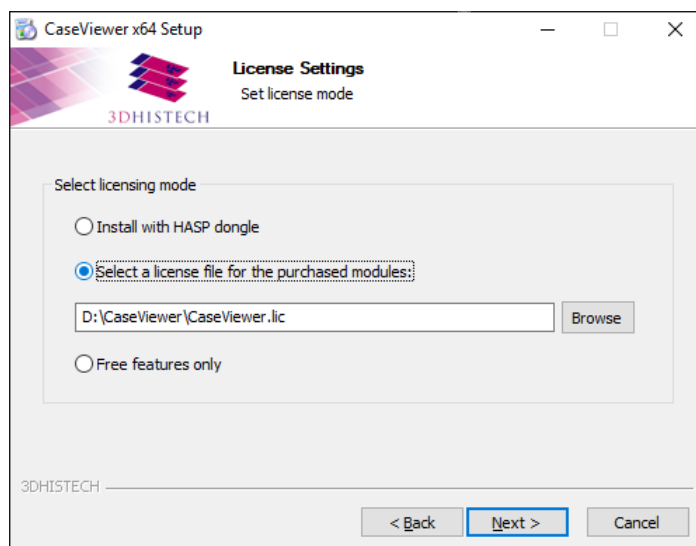 CaseViewer x64 Setup
License Settings
Set license mode
3DHISTECH
Select licensing mode
Install with HASP dongle
Select a license file for the purchased modules:
D:\CaseViewer\CaseViewer.lic
Browse
Free features only
3DHISTECH
< Back Next > Cancel